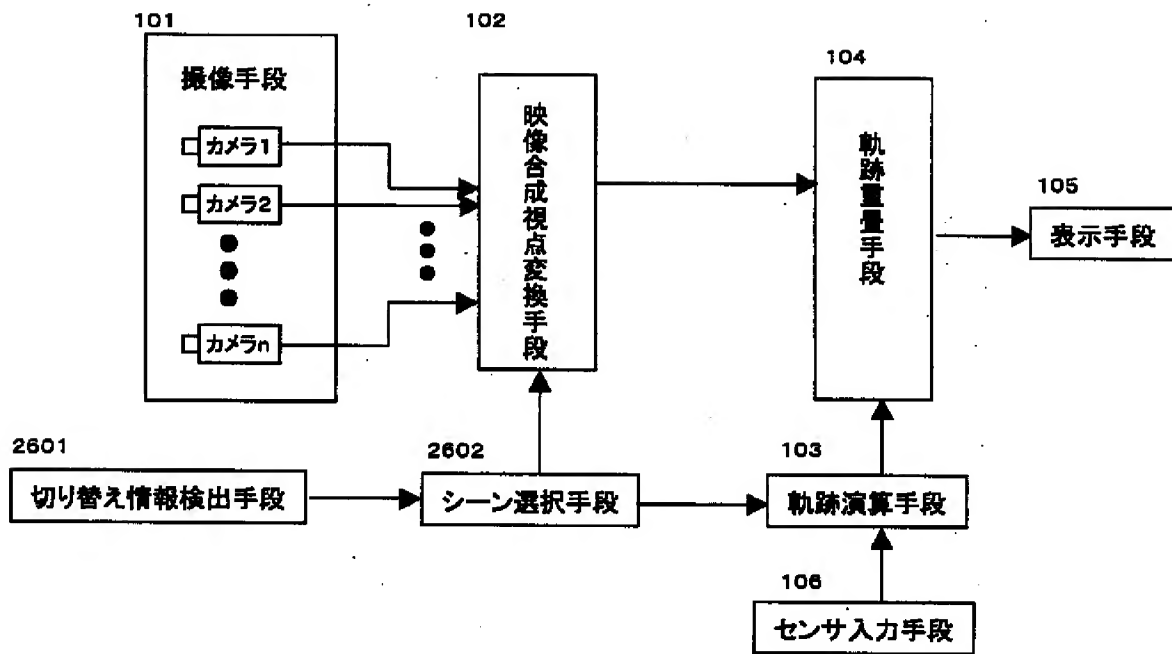 101
撮像手段
カメラ1
カメラ2
カメラn
102
映像合成視点変換手段
104
軌跡重畳手段
105
表示手段
2601
切り替え情報検出手段
2602
シーン選択手段
103
軌跡演算手段
106
センサ入力手段